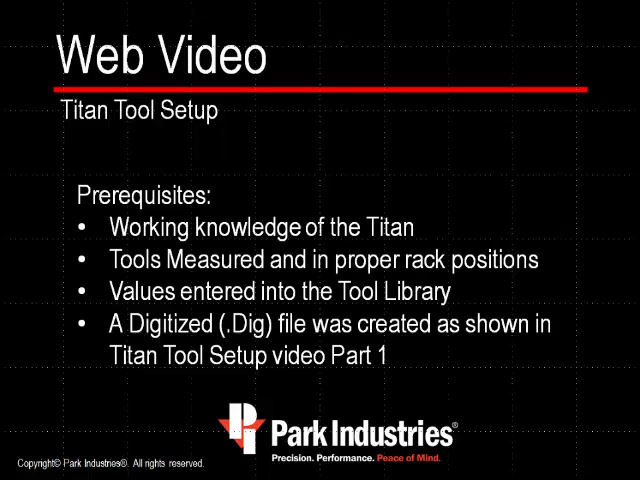 Web Video
Titan Tool Setup
Prerequisites:
• Working knowledge of the Titan
• Tools Measured and in proper rack positions
• Values entered into the Tool Library
• A Digitized (.Dig) file was created as shown in
Titan Tool Setup video Part 1
Park Industries®
Precision. Performance. Peace of Mind.
Copyright© Park Industries®. All rights reserved.